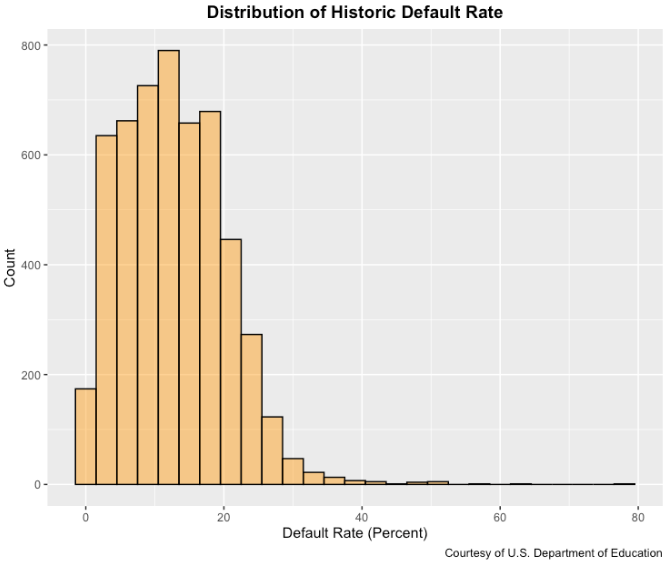 Distribution of Historic Default Rate
800
600
400
200
0
Count
0 20 40 60 80
Default Rate (Percent)
Courtesy of U.S. Department of Education